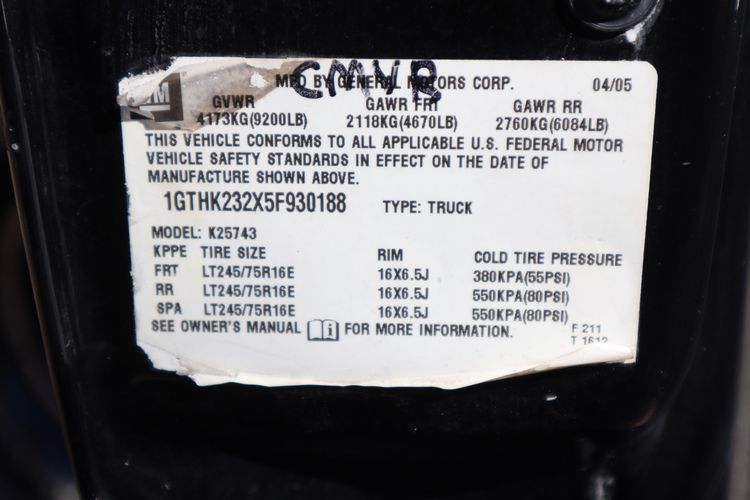 CMVR
GM MFD BY GENERAL MOTORS CORP. 04/05
GVWR GAWR FRT GAWR RR
4173KG(9200LB) 2118KG(4670LB) 2760KG(6084LB)
THIS VEHICLE CONFORMS TO ALL APPLICABLE U.S. FEDERAL MOTOR
VEHICLE SAFETY STANDARDS IN EFFECT ON THE DATE OF
MANUFACTURE SHOWN ABOVE.
1GTHK232X5F930188 TYPE: TRUCK
MODEL: K25743
KPPE TIRE SIZE RIM COLD TIRE PRESSURE
FRT LT245/75R16E 16X6.5J 380KPA(55PSI)
RR LT245/75R16E 16X6.5J 550KPA(80PSI)
SPA LT245/75R16E 16X6.5J 550KPA(80PSI)
SEE OWNER'S MANUAL i FOR MORE INFORMATION.
F 211
T 1612